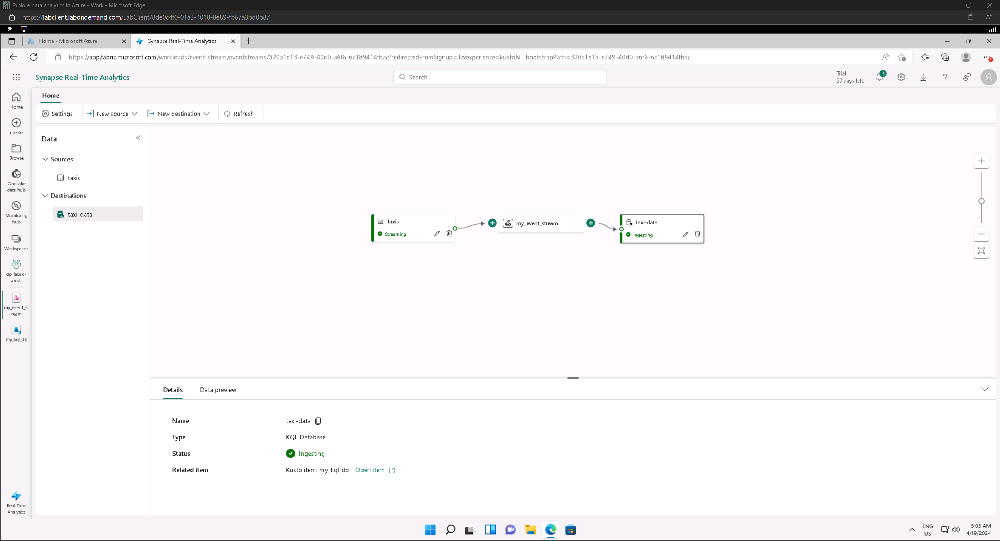 Explore data analytics in Azure - Work - Microsoft Edge
https://labclient.labondemand.com/LabClient/8de0c4f0-01a3-4018-8e89-fb67a3bd0b87
Home - Microsoft Azure
Synapse Real-Time Analytics
https://app.fabric.microsoft.com/workloads/event-stream/eventstreams/320a1e13-e749-40d0-a6f6-6c189414fbac?redirectedFromSignup=1&experience=kusto&__bootstrapPath=320a1e13-e749-40d0-a6f6-6c189414fbac
Synapse Real-Time Analytics
Search
Trial:
59 days left
3
Home
Create
Browse
OneLake
data hub
Monitoring
hub
Workspaces
dp_fabric-
anish
my_event_st
ream
my_kql_db
Real-Time
Analytics
Home
Settings
New source
New destination
Refresh
Data
Sources
taxis
Destinations
taxi-data
taxis
Streaming
my_event_stream
taxi-data
Ingesting
Details
Data preview
Name
taxi-data
Type
KQL Database
Status
Ingesting
Related item
Kusto item: my_kql_db
Open item
ENG
US
5:05 AM
4/19/2024